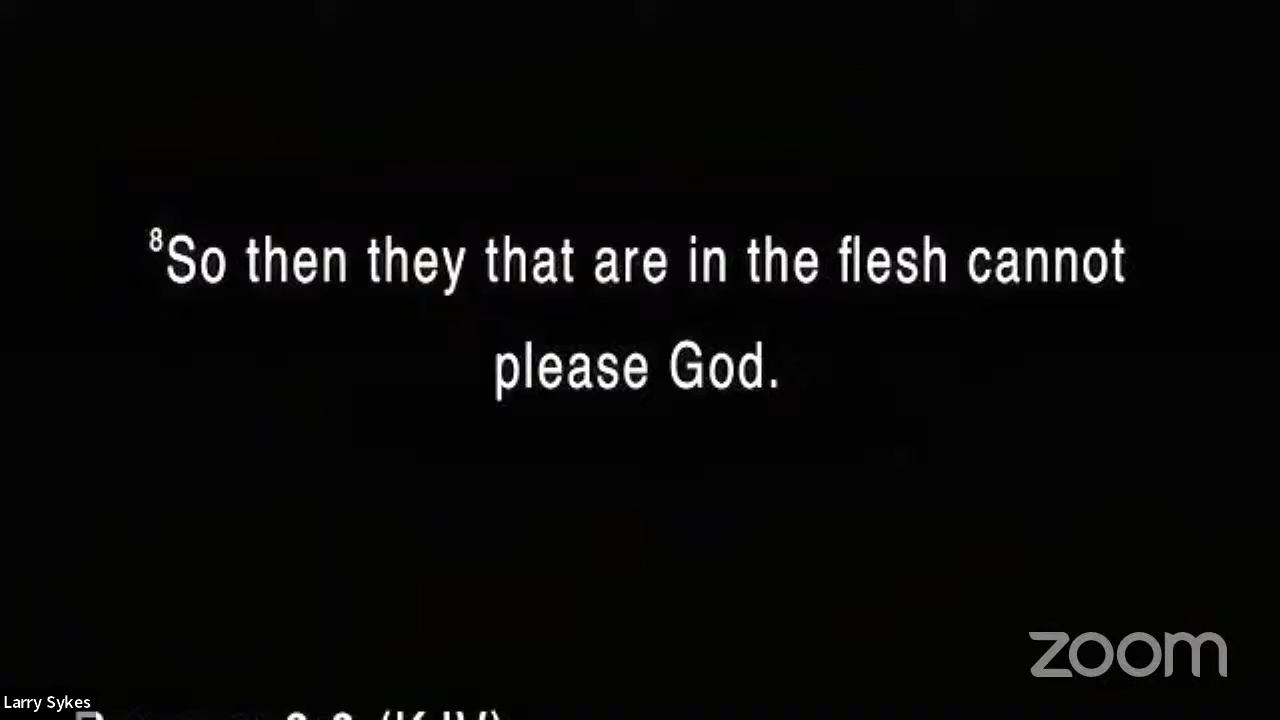 ⁸So then they that are in the flesh cannot
please God.
zoom
Larry Sykes